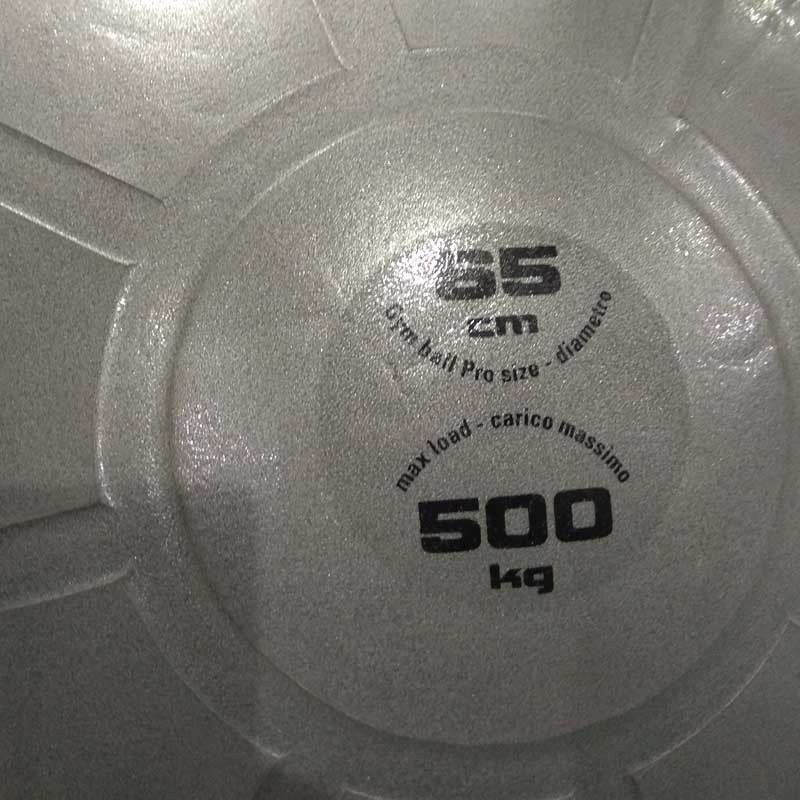 65
cm
Gym ball Pro size - diametro
max load - carico massimo
500
kg